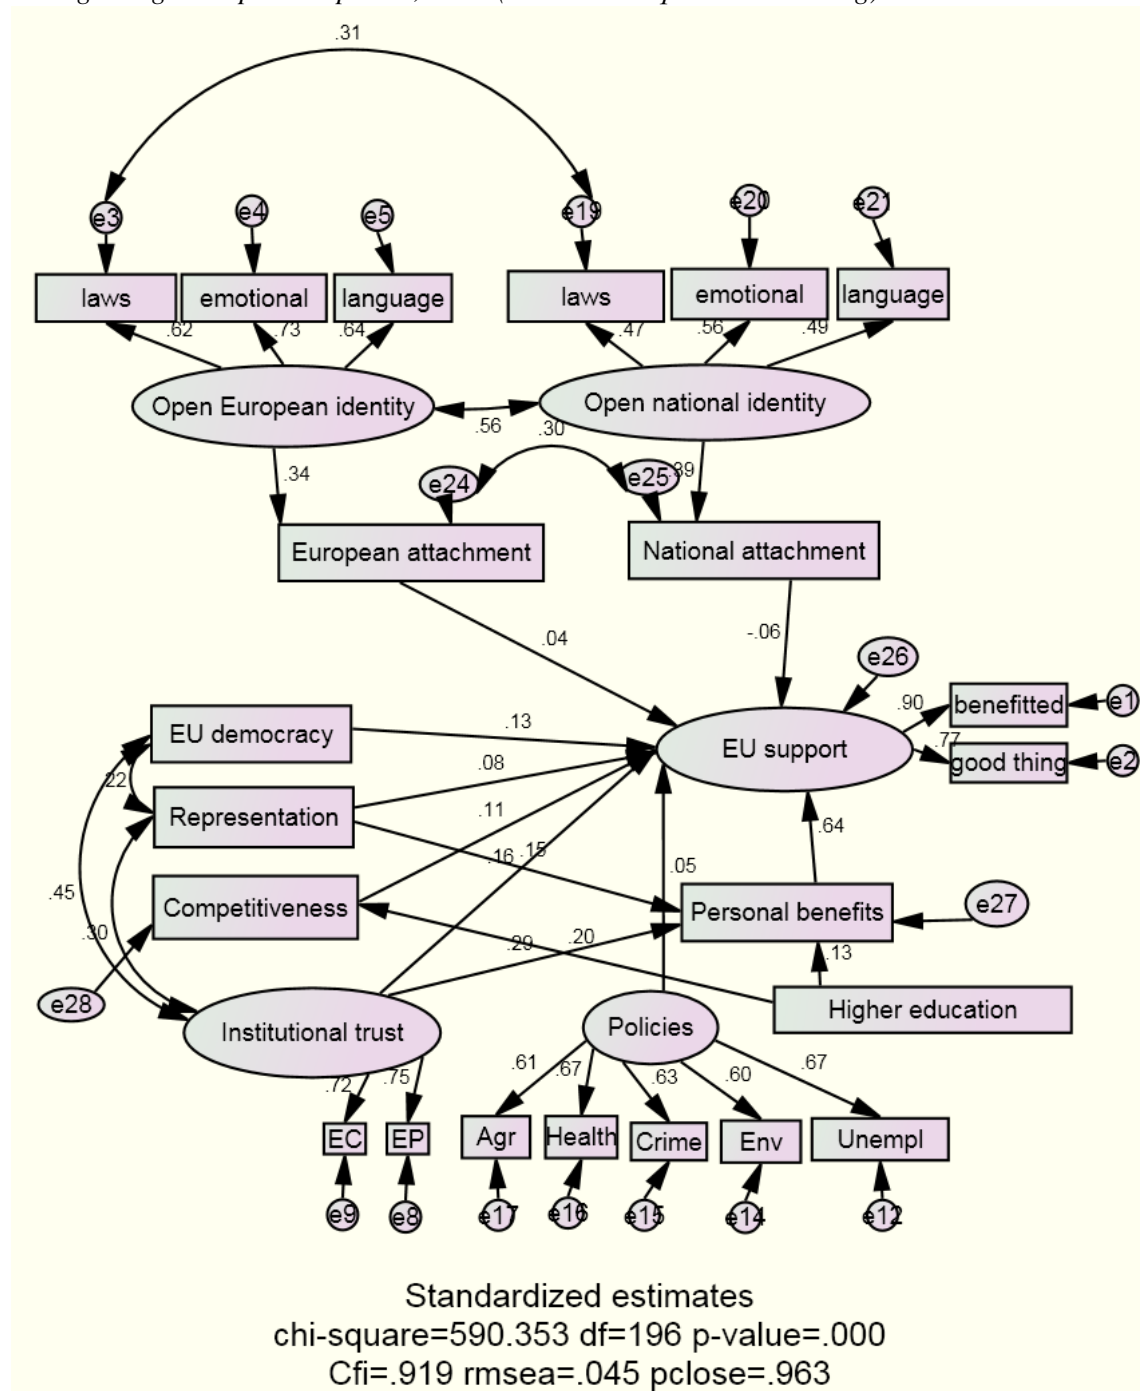 .31
e3 e4 e5 e19 e20 e21
laws emotional language laws emotional language
.62 .73 .64 .47 .56 .49
Open European identity Open national identity
.56 .30
.34 e24 e25
European attachment National attachment
.04 -.06
e26
.90 benefitted e1
EU democracy .13 EU support .77 good thing e2
.22 .08
Representation .11 .64
.16 .15 .05
.45 Competitiveness Personal benefits e27
.30 .29 .20 .13
e28 Higher education
Institutional trust Policies
.72 .75 .61 .67 .63 .60 .67
EC EP Agr Health Crime Env Unempl
e9 e8 e17 e16 e15 e14 e12
Standardized estimates
chi-square=590.353 df=196 p-value=.000
Cfi=.919 rmsea=.045 pclose=.963